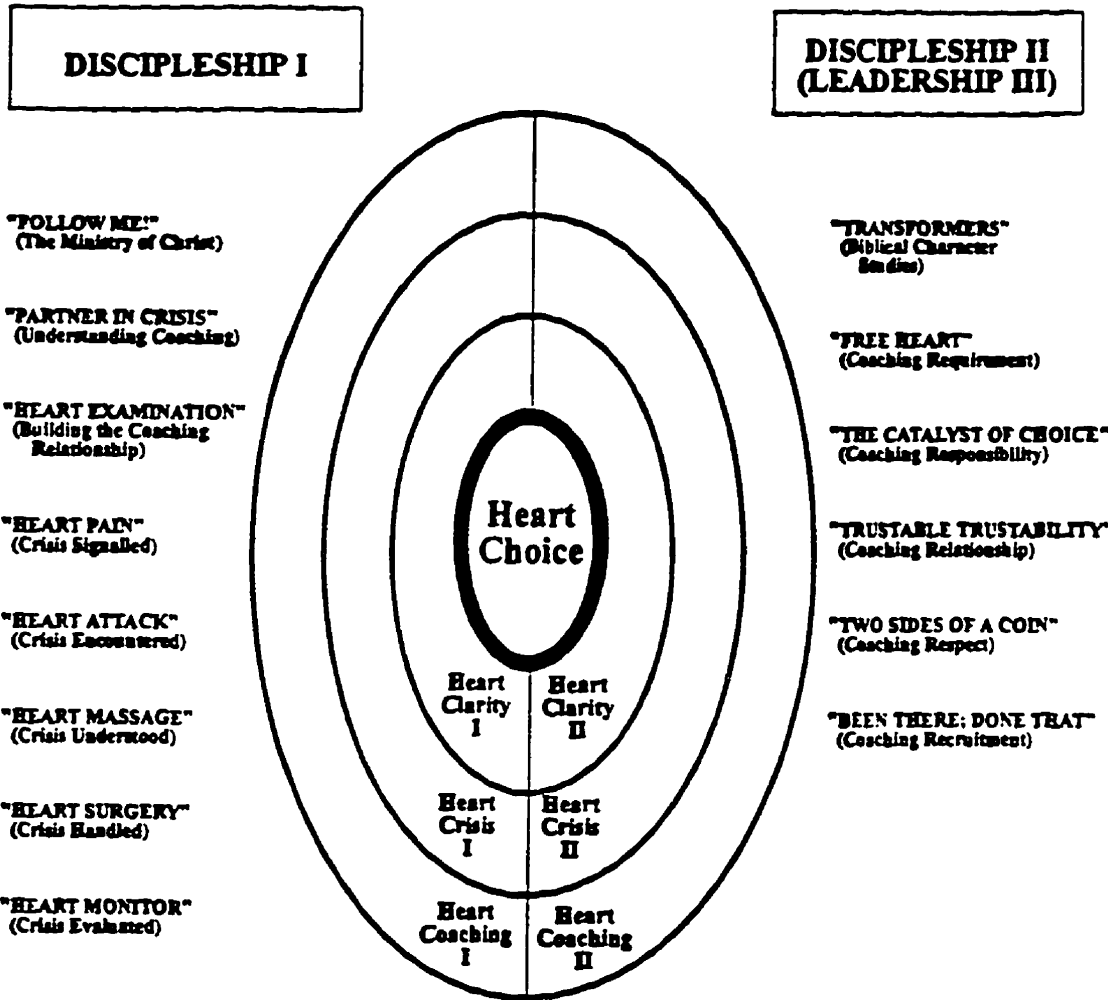 DISCIPLESHIP I
DISCIPLESHIP II
(LEADERSHIP III)
"FOLLOW ME!"
(The Ministry of Christ)
"PARTNER IN CRISIS"
(Understanding Coaching)
"HEART EXAMINATION"
(Building the Coaching
Relationship)
"HEART PAIN"
(Crisis Signalled)
"HEART ATTACK"
(Crisis Encountered)
"HEART MASSAGE"
(Crisis Understood)
"HEART SURGERY"
(Crisis Handled)
"HEART MONITOR"
(Crisis Evaluated)
Heart
Choice
Heart
Clarity
I
Heart
Clarity
II
Heart
Crisis
I
Heart
Crisis
II
Heart
Coaching
I
Heart
Coaching
II
"TRANSFORMERS"
(Biblical Character
Studies)
"FREE HEART"
(Coaching Requirement)
"THE CATALYST OF CHOICE"
(Coaching Responsibility)
"TRUSTABLE TRUSTABILITY"
(Coaching Relationship)
"TWO SIDES OF A COIN"
(Coaching Respect)
"BEEN THERE; DONE THAT"
(Coaching Recruitment)